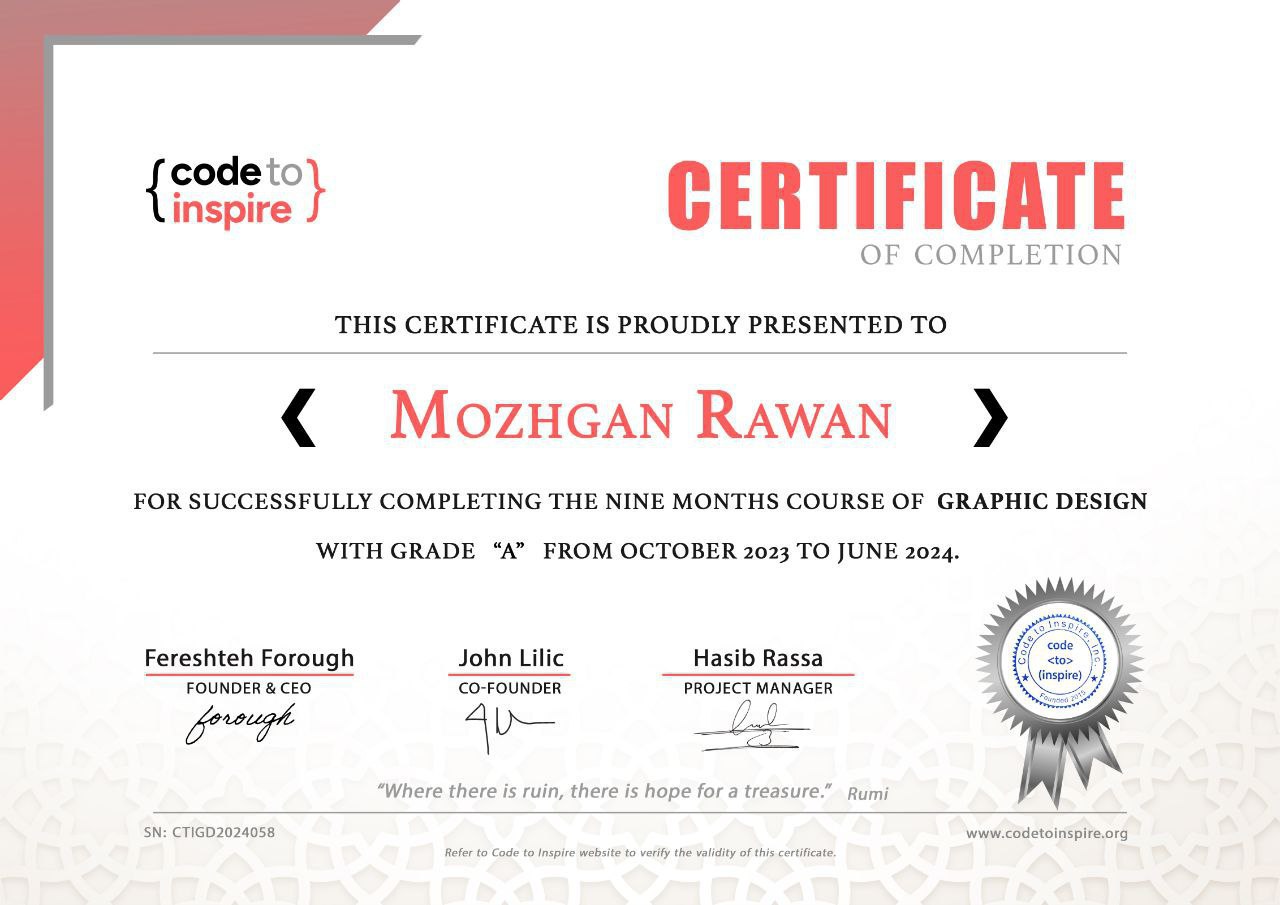 {code to
inspire}
CERTIFICATE
OF COMPLETION
THIS CERTIFICATE IS PROUDLY PRESENTED TO
❮ MOZHGAN RAWAN ❯
FOR SUCCESSFULLY COMPLETING THE NINE MONTHS COURSE OF GRAPHIC DESIGN
WITH GRADE “A” FROM OCTOBER 2023 TO JUNE 2024.
Fereshteh Forough
FOUNDER & CEO
forough
John Lilic
CO-FOUNDER
Hasib Rassa
PROJECT MANAGER
Code to Inspire, Inc.
code
<to>
(inspire)
Founded 2015
“Where there is ruin, there is hope for a treasure.” Rumi
SN: CTIGD2024058
www.codetoinspire.org
Refer to Code to Inspire website to verify the validity of this certificate.